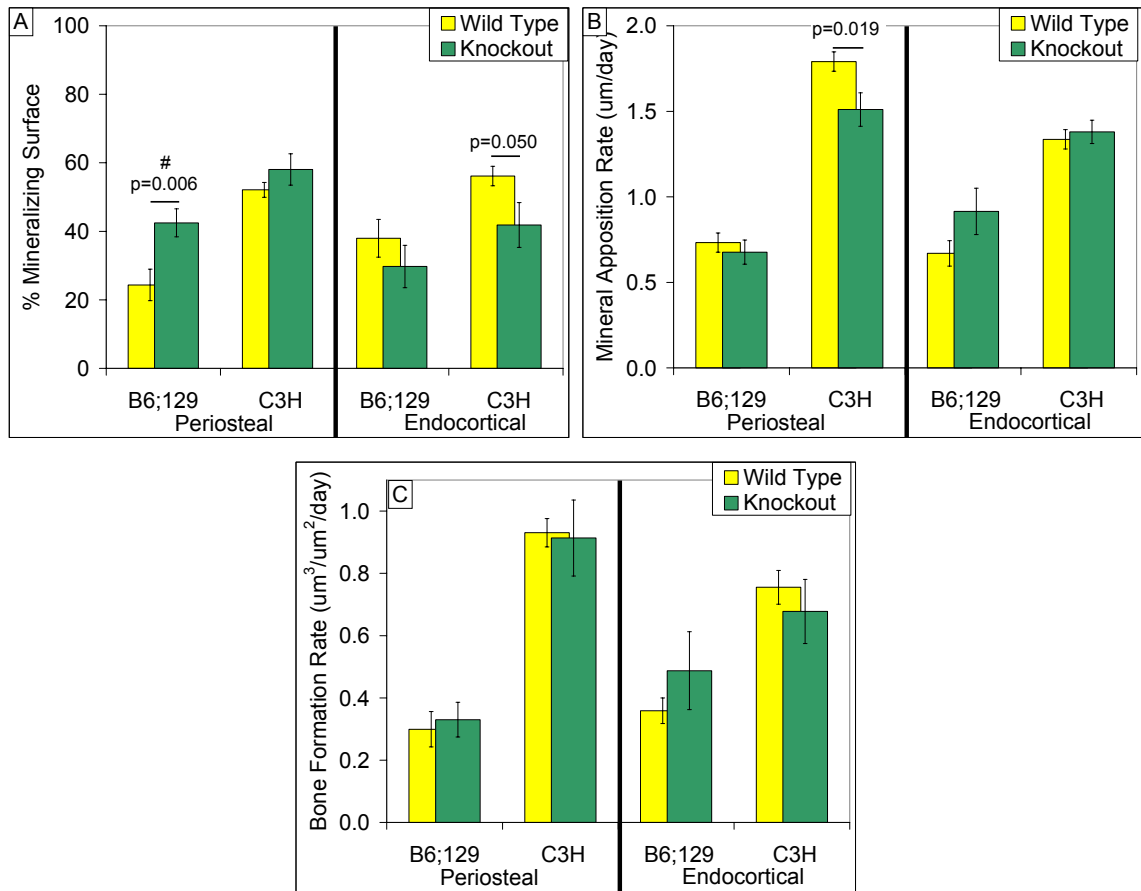 A
Wild Type
Knockout
% Mineralizing Surface
100
80
60
40
20
0
#
p=0.006
p=0.050
B6;129
C3H
B6;129
C3H
Periosteal
Endocortical
B
Wild Type
Knockout
Mineral Apposition Rate (um/day)
2.0
1.5
1.0
0.5
0.0
p=0.019
B6;129
C3H
B6;129
C3H
Periosteal
Endocortical
C
Wild Type
Knockout
Bone Formation Rate (um³/um²/day)
1.0
0.8
0.6
0.4
0.2
0.0
B6;129
C3H
B6;129
C3H
Periosteal
Endocortical